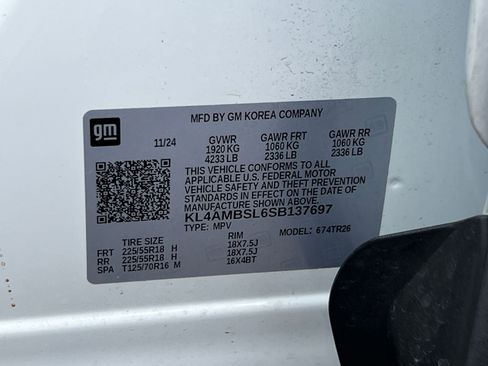 MFD BY GM KOREA COMPANY
gm
11/24 GVWR GAWR FRT GAWR RR
1920 KG 1060 KG 1060 KG
4233 LB 2336 LB 2336 LB
THIS VEHICLE CONFORMS TO ALL
APPLICABLE U.S. FEDERAL MOTOR
VEHICLE SAFETY AND THEFT PREVENTION
STANDARDS IN EFFECT ON THE DATE OF
MANUFACTURE SHOWN ABOVE.
KL4AMBSL6SB137697
TYPE: MPV MODEL: 674TR26
TIRE SIZE RIM
FRT 225/55R18 H 18X7.5J
RR 225/55R18 H 18X7.5J
SPA T125/70R16 M 16X4BT